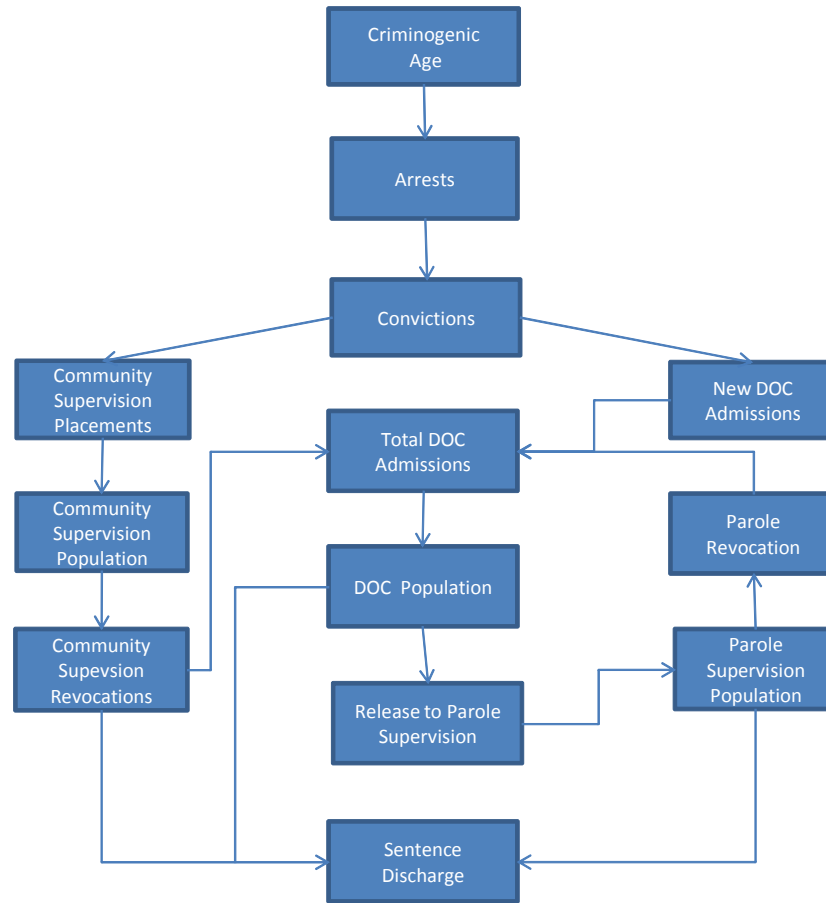 Criminogenic
Age
Arrests
Convictions
Community
Supervision
Placements
New DOC
Admissions
Total DOC
Admissions
Community
Supervision
Population
Parole
Revocation
DOC Population
Community
Supevsion
Revocations
Parole
Supervision
Population
Release to Parole
Supervision
Sentence
Discharge